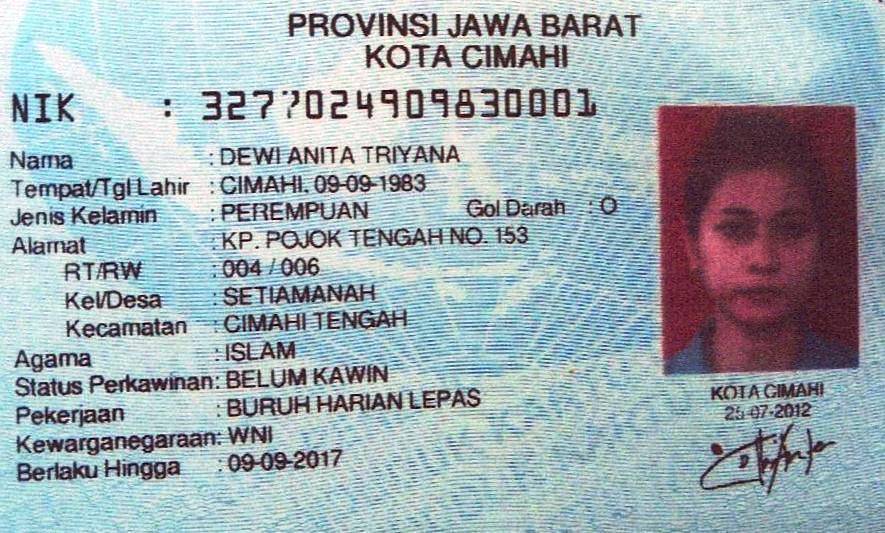 PROVINSI JAWA BARAT
KOTA CIMAHI
NIK : 3277024909830001
Nama : DEWI ANITA TRIYANA
Tempat/Tgl Lahir : CIMAHI, 09-09-1983
Jenis Kelamin : PEREMPUAN Gol Darah : O
Alamat : KP. POJOK TENGAH NO. 153
RT/RW : 004 / 006
Kel/Desa : SETIAMANAH
Kecamatan : CIMAHI TENGAH
Agama : ISLAM
Status Perkawinan: BELUM KAWIN
Pekerjaan : BURUH HARIAN LEPAS
Kewarganegaraan: WNI
Berlaku Hingga : 09-09-2017
KOTA CIMAHI
25-07-2012